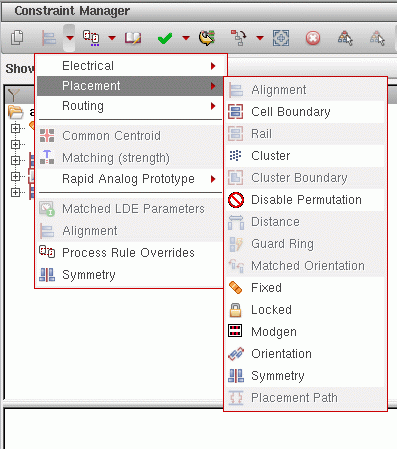 Constraint Manager
Show
Electrical
Placement
Routing
Common Centroid
Matching (strength)
Rapid Analog Prototype
Matched LDE Parameters
Alignment
Process Rule Overrides
Symmetry
Alignment
Cell Boundary
Rail
Cluster
Cluster Boundary
Disable Permutation
Distance
Guard Ring
Matched Orientation
Fixed
Locked
Modgen
Orientation
Symmetry
Placement Path